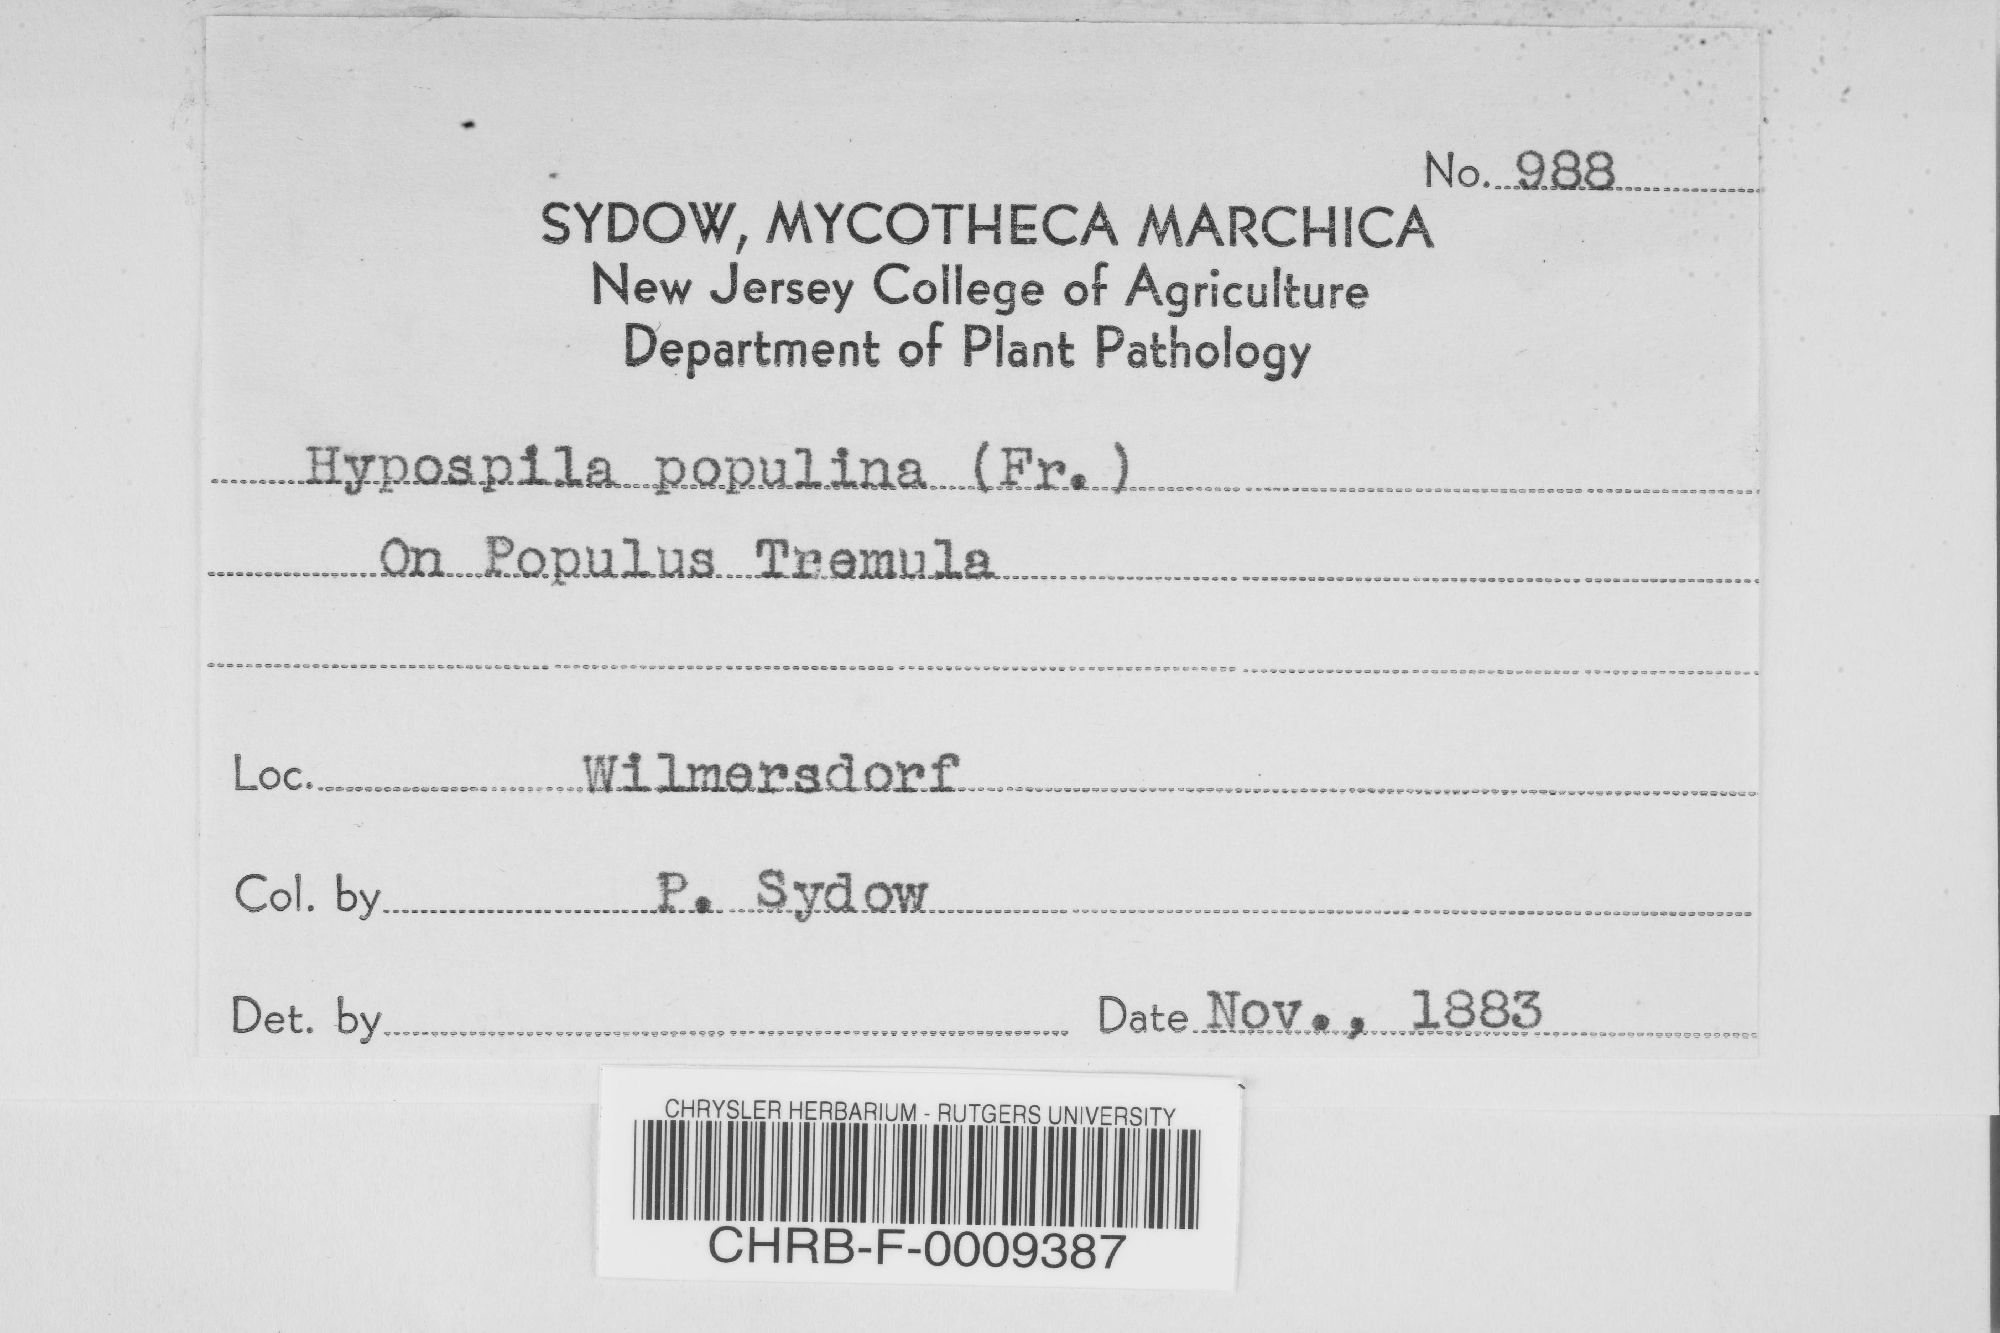 No. 988
SYDOW, MYCOTHECA MARCHICA
New Jersey College of Agriculture
Department of Plant Pathology
Hypospila populina (Fr.)
On Populus Tremula
Loc. Wilmersdorf
Col. by P. Sydow
Det. by Date Nov., 1883
CHRYSLER HERBARIUM - RUTGERS UNIVERSITY
CHRB-F-0009387